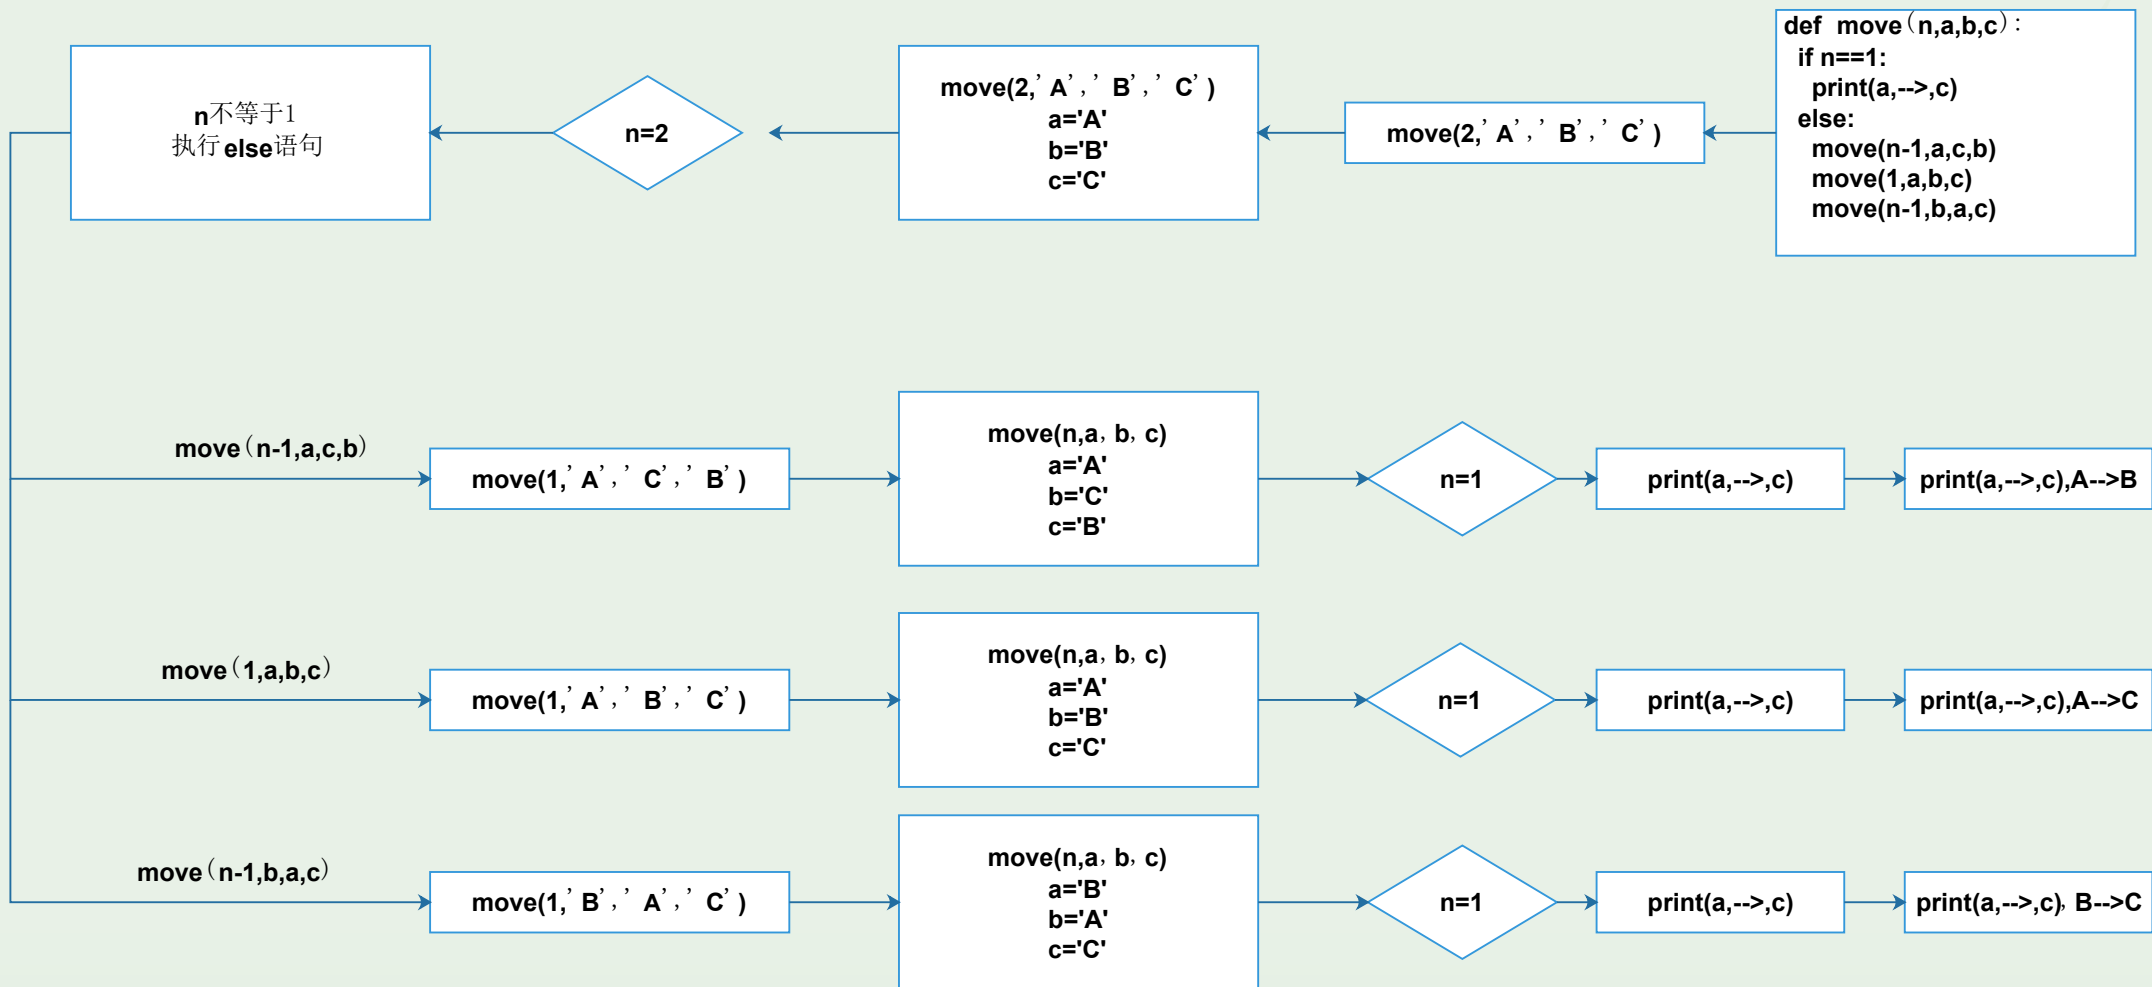 def move（n,a,b,c）:
if n==1:
print(a,-->,c)
else:
move(n-1,a,c,b)
move(1,a,b,c)
move(n-1,b,a,c)
move(2,’A’,’B’,’C’)
move(2,’A’,’B’,’C’)
a='A'
b='B'
c='C'
n=2
n不等于1
执行else语句
move（n-1,a,c,b）
move(1,’A’,’C’,’B’)
move(n,a，b，c)
a='A'
b='C'
c='B'
n=1
print(a,-->,c)
print(a,-->,c),A-->B
move（1,a,b,c）
move(1,’A’,’B’,’C’)
move(n,a，b，c)
a='A'
b='B'
c='C'
n=1
print(a,-->,c)
print(a,-->,c),A-->C
move（n-1,b,a,c）
move(1,’B’,’A’,’C’)
move(n,a，b，c)
a='B'
b='A'
c='C'
n=1
print(a,-->,c)
print(a,-->,c)，B-->C